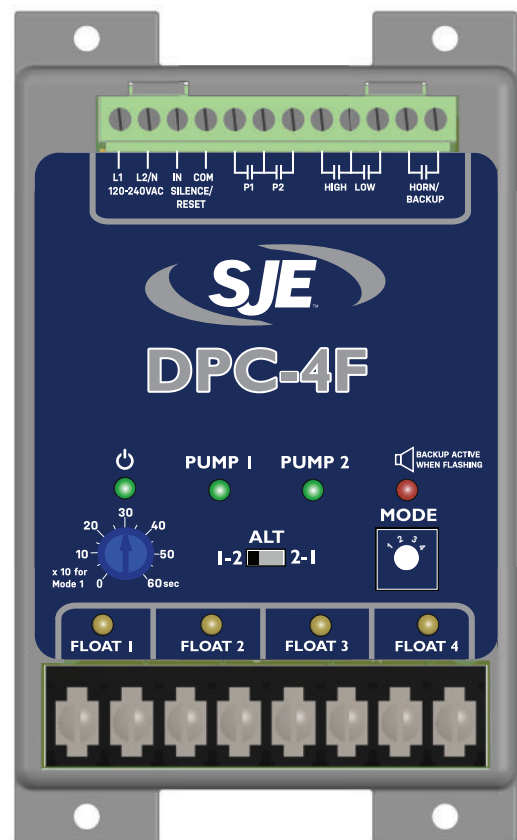 L1 L2/N IN COM
120-240VAC SILENCE/
RESET
P1 P2
HIGH LOW
HORN/
BACKUP
SJE™
DPC-4F
PUMP 1 PUMP 2
BACKUP ACTIVE
WHEN FLASHING
MODE
1 2 3 4
0 10 20 30 40 50 60 sec
x 10 for
Mode 1
ALT
1-2 2-1
FLOAT 1 FLOAT 2 FLOAT 3 FLOAT 4